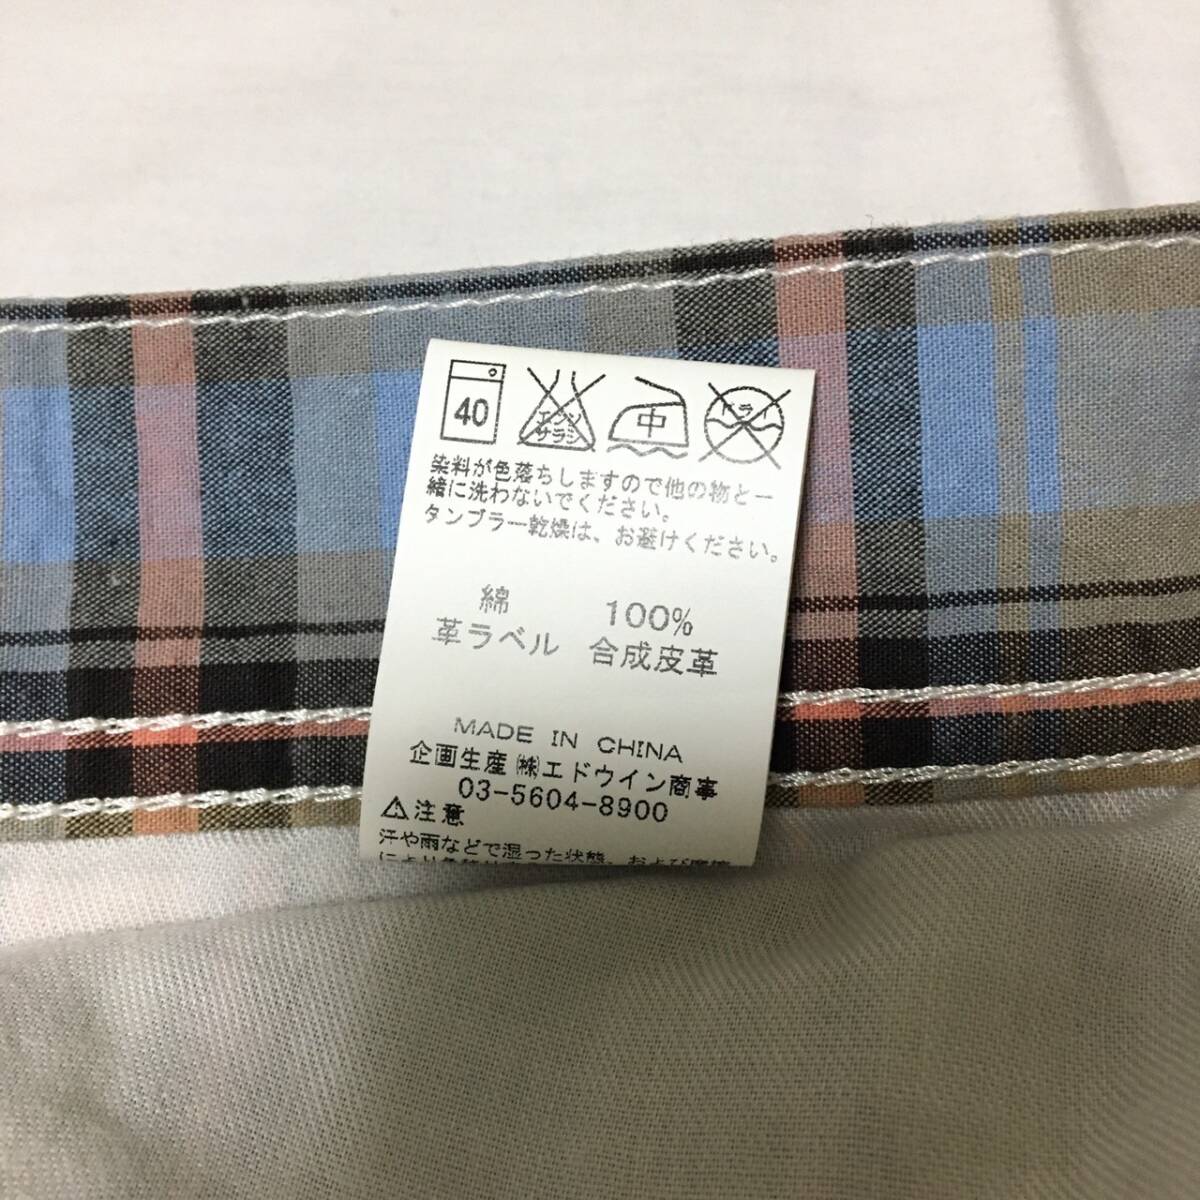 40 エンソ サラシ 中 ドライ
染料が色落ちしますので他の物と一
緒に洗わないでください。
タンブラー乾燥は、お避けください。
綿 100%
革ラベル 合成皮革
MADE IN CHINA
企画生産 ㈱エドウイン商事
03-5604-8900
⚠注意
汗や雨などで湿った状態、および摩擦